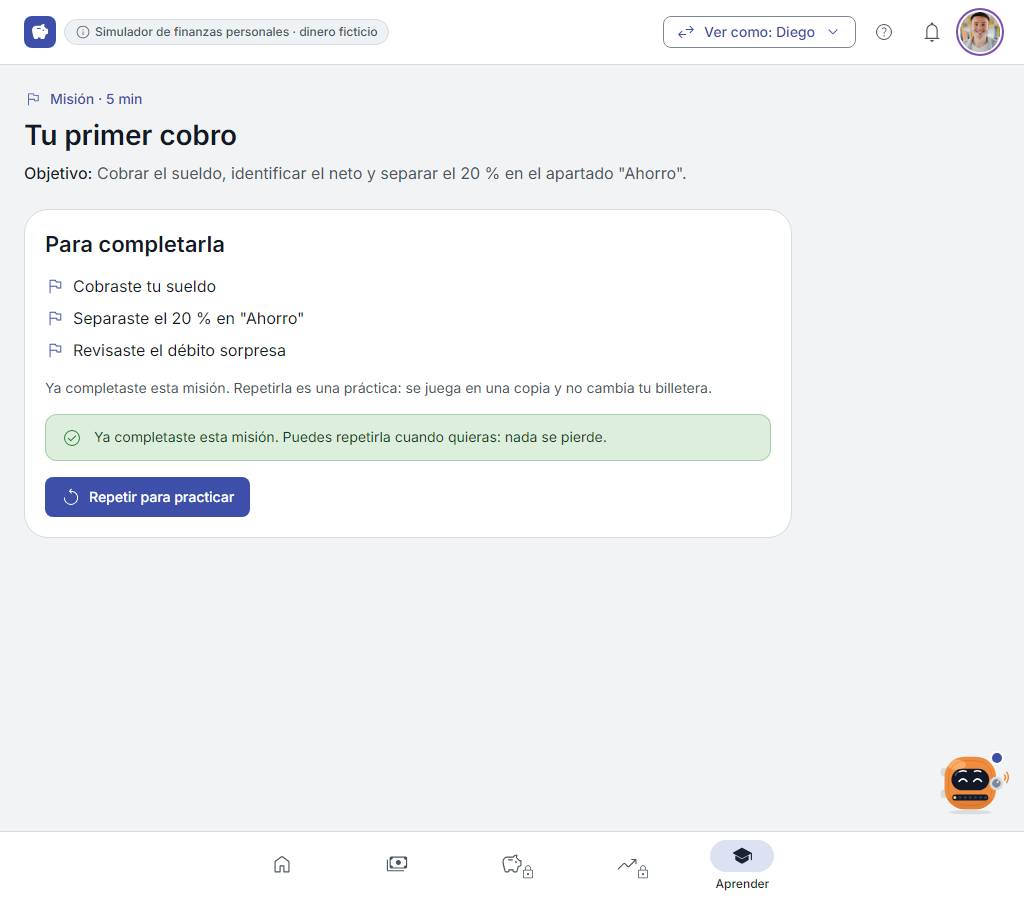 Simulador de finanzas personales · dinero ficticio
Ver como: Diego
Misión · 5 min
Tu primer cobro
Objetivo: Cobrar el sueldo, identificar el neto y separar el 20 % en el apartado "Ahorro".
Para completarla
Cobraste tu sueldo
Separaste el 20 % en "Ahorro"
Revisaste el débito sorpresa
Ya completaste esta misión. Repetirla es una práctica: se juega en una copia y no cambia tu billetera.
Ya completaste esta misión. Puedes repetirla cuando quieras: nada se pierde.
Repetir para practicar
Aprender